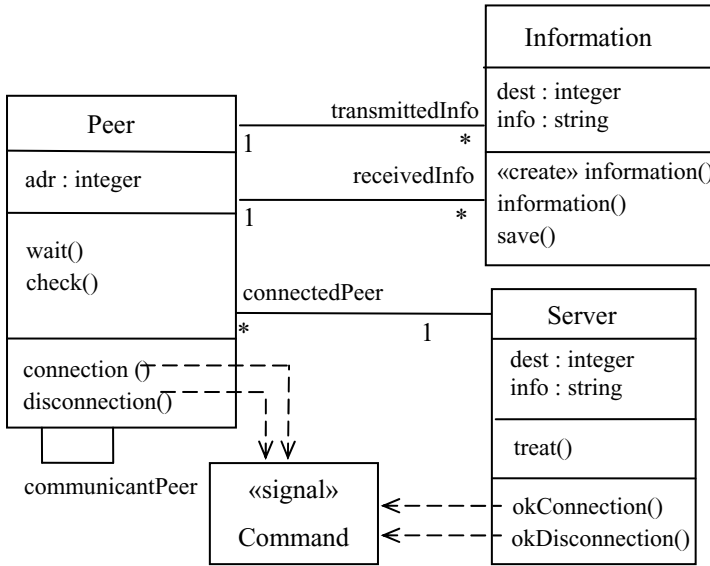 Information
dest : integer
info : string
«create» information()
information()
save()
transmittedInfo
1
*
receivedInfo
1
*
Peer
adr : integer
wait()
check()
connection ()
disconnection()
connectedPeer
*
1
Server
dest : integer
info : string
treat()
okConnection()
okDisconnection()
communicantPeer
«signal»
Command